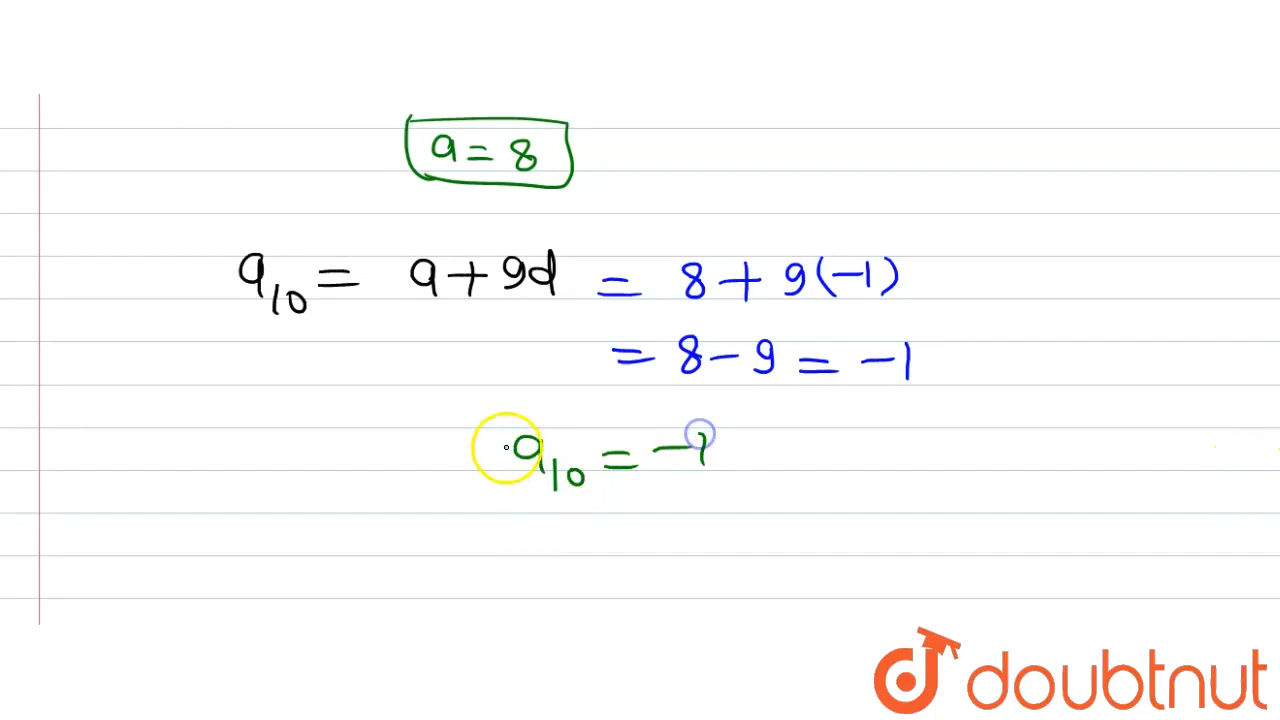 a = 8
a₁₀ = a + 9d = 8 + 9(-1)
= 8 - 9 = -1
a₁₀ = -1
doubtnut